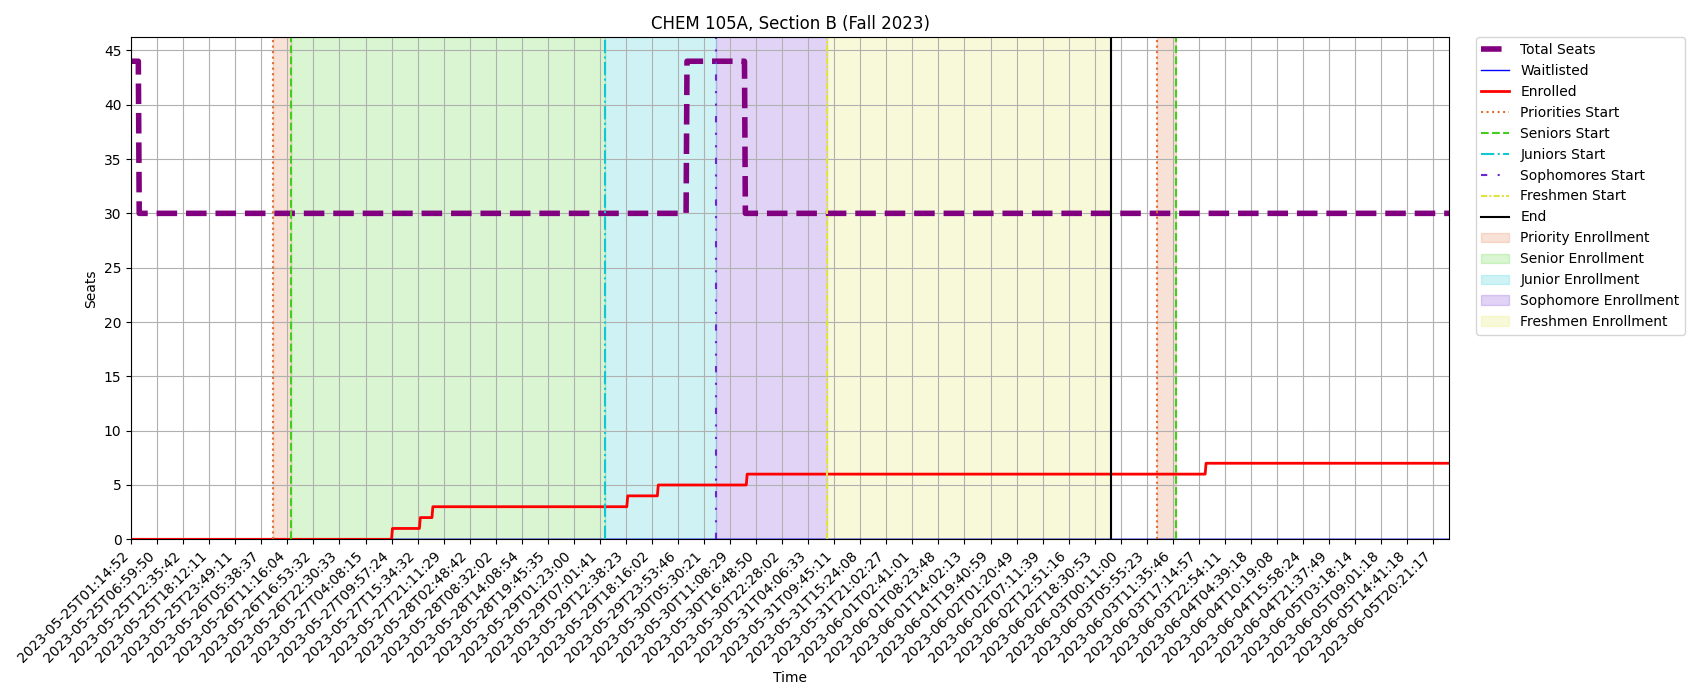 CHEM 105A, Section B (Fall 2023)
Seats
45
40
35
30
25
20
15
10
5
0
2023-05-25T01:14:52
2023-05-25T06:59:50
2023-05-25T12:35:42
2023-05-25T18:12:11
2023-05-25T23:49:11
2023-05-26T05:38:37
2023-05-26T11:16:04
2023-05-26T16:53:32
2023-05-26T22:30:33
2023-05-27T04:08:15
2023-05-27T09:57:24
2023-05-27T15:34:32
2023-05-27T21:11:29
2023-05-28T02:48:42
2023-05-28T08:32:02
2023-05-28T14:08:54
2023-05-28T19:45:35
2023-05-29T01:23:00
2023-05-29T07:01:41
2023-05-29T12:38:23
2023-05-29T18:16:02
2023-05-29T23:53:46
2023-05-30T05:30:21
2023-05-30T11:08:29
2023-05-30T16:48:50
2023-05-30T22:28:02
2023-05-31T04:06:33
2023-05-31T09:45:11
2023-05-31T15:24:08
2023-05-31T21:02:27
2023-06-01T02:41:01
2023-06-01T08:23:48
2023-06-01T14:02:13
2023-06-01T19:40:59
2023-06-02T01:20:49
2023-06-02T07:11:39
2023-06-02T12:51:16
2023-06-02T18:30:53
2023-06-03T00:11:00
2023-06-03T05:55:23
2023-06-03T11:35:46
2023-06-03T17:14:57
2023-06-03T22:54:11
2023-06-04T04:39:18
2023-06-04T10:19:08
2023-06-04T15:58:24
2023-06-04T21:37:49
2023-06-05T03:18:14
2023-06-05T09:01:18
2023-06-05T14:41:18
2023-06-05T20:21:17
Time
Total Seats
Waitlisted
Enrolled
Priorities Start
Seniors Start
Juniors Start
Sophomores Start
Freshmen Start
End
Priority Enrollment
Senior Enrollment
Junior Enrollment
Sophomore Enrollment
Freshmen Enrollment